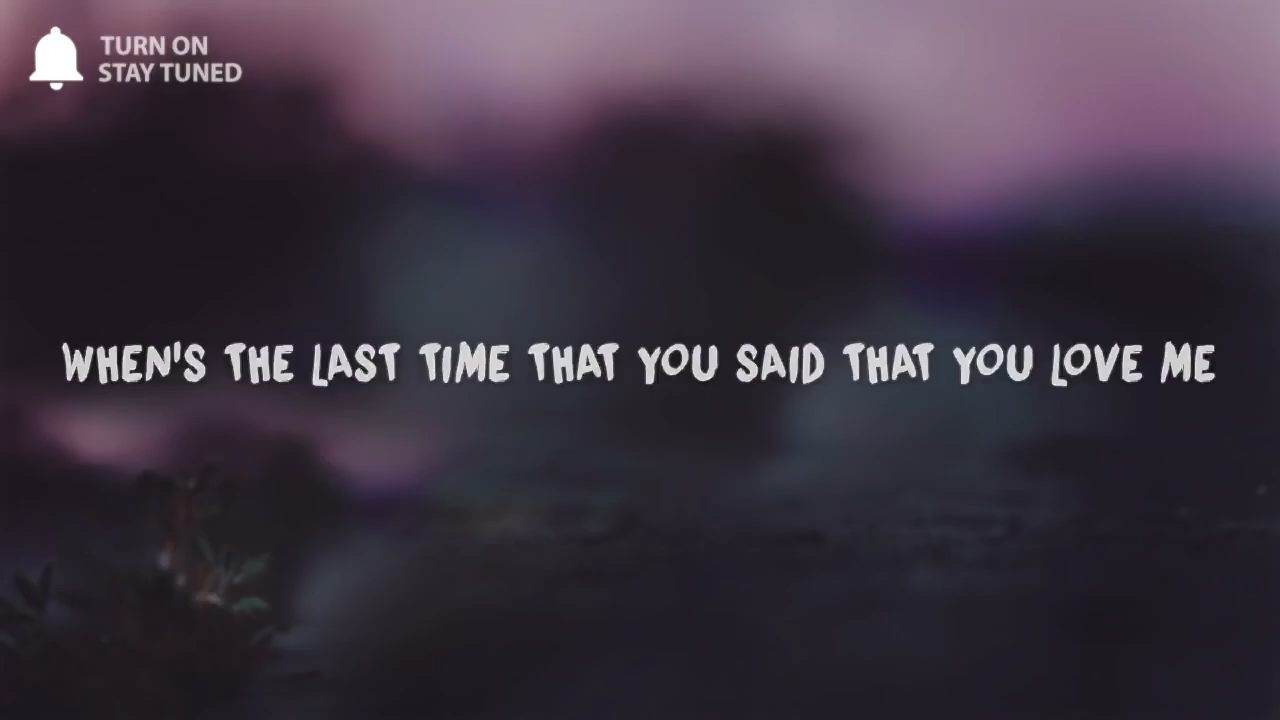 TURN ON
STAY TUNED
WHEN'S THE LAST TIME THAT YOU SAID THAT YOU LOVE ME